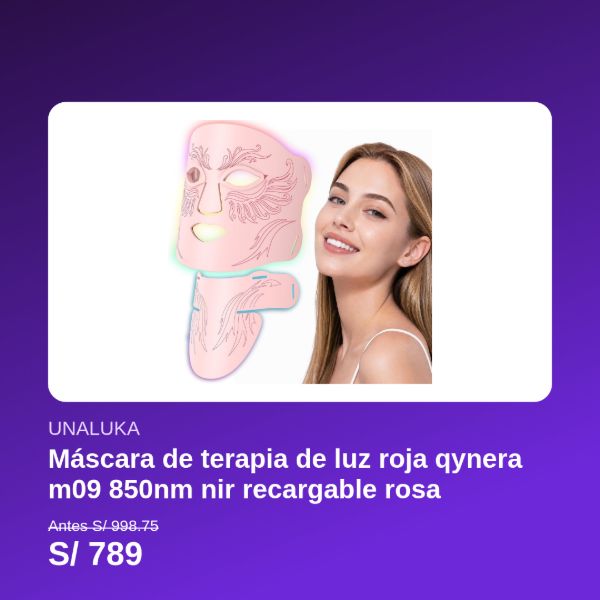 UNALUKA
Máscara de terapia de luz roja qynera
m09 850nm nir recargable rosa
Antes S/ 998.75
S/ 789